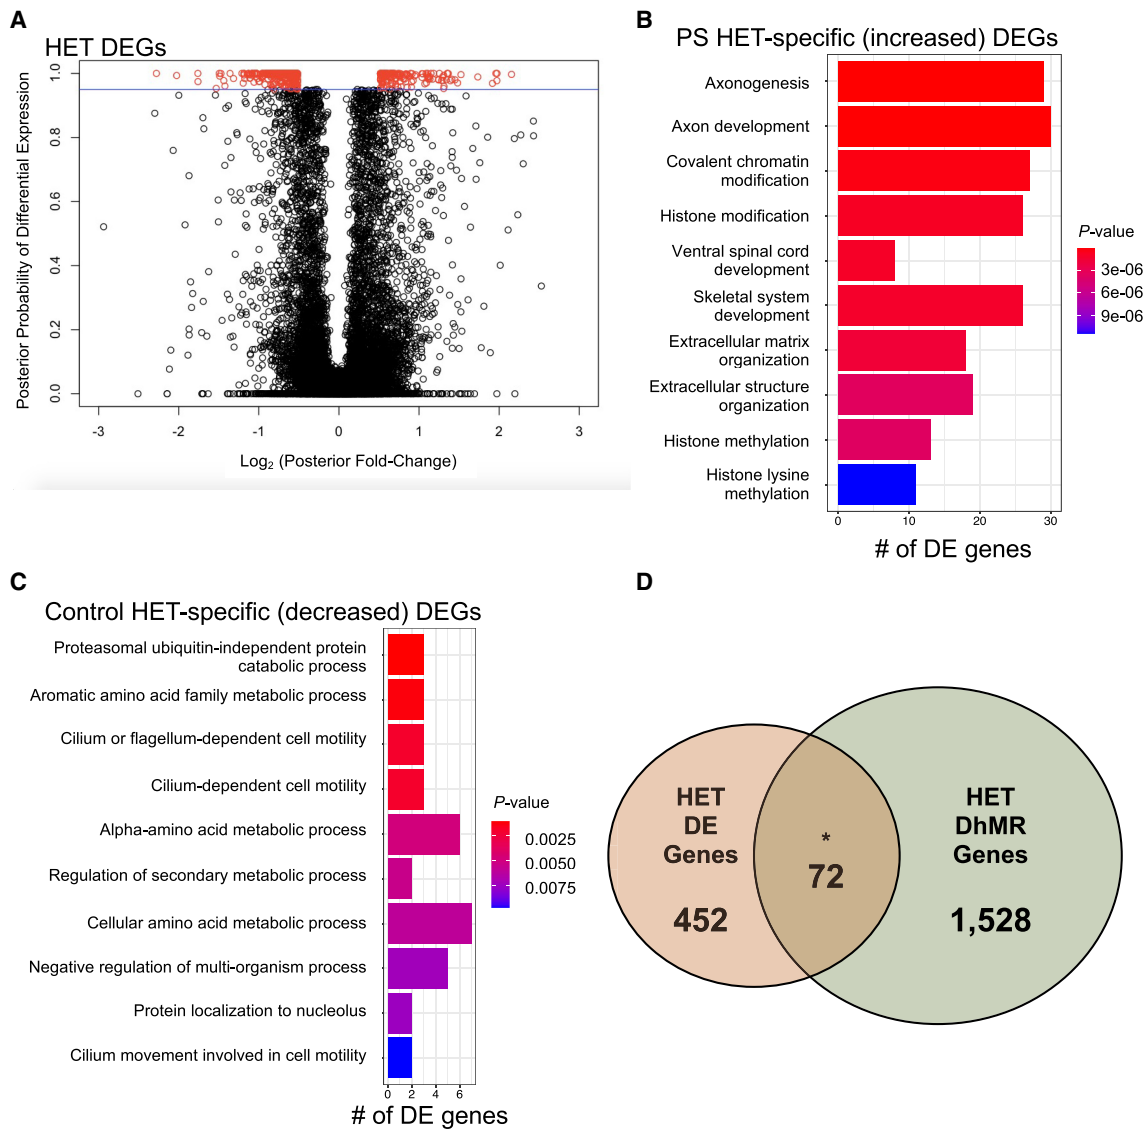 A
HET DEGs
Posterior Probability of Differential Expression
1.0
0.8
0.6
0.4
0.2
0.0
-3
-2
-1
0
1
2
3
Log₂ (Posterior Fold-Change)
B
PS HET-specific (increased) DEGs
Axonogenesis
Axon development
Covalent chromatin
modification
Histone modification
Ventral spinal cord
development
Skeletal system
development
Extracellular matrix
organization
Extracellular structure
organization
Histone methylation
Histone lysine
methylation
0
10
20
30
# of DE genes
P-value
3e-06
6e-06
9e-06
C
Control HET-specific (decreased) DEGs
Proteasomal ubiquitin-independent protein
catabolic process
Aromatic amino acid family metabolic process
Cilium or flagellum-dependent cell motility
Cilium-dependent cell motility
Alpha-amino acid metabolic process
Regulation of secondary metabolic process
Cellular amino acid metabolic process
Negative regulation of multi-organism process
Protein localization to nucleolus
Cilium movement involved in cell motility
0
2
4
6
# of DE genes
P-value
0.0025
0.0050
0.0075
D
HET
DE
Genes
452
*
72
HET
DhMR
Genes
1,528